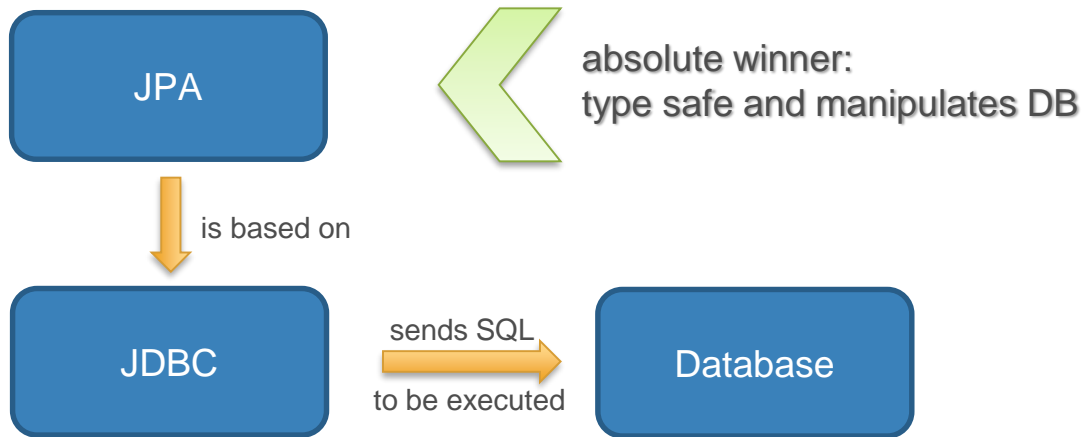 JPA
absolute winner:
type safe and manipulates DB
is based on
JDBC
sends SQL
to be executed
Database